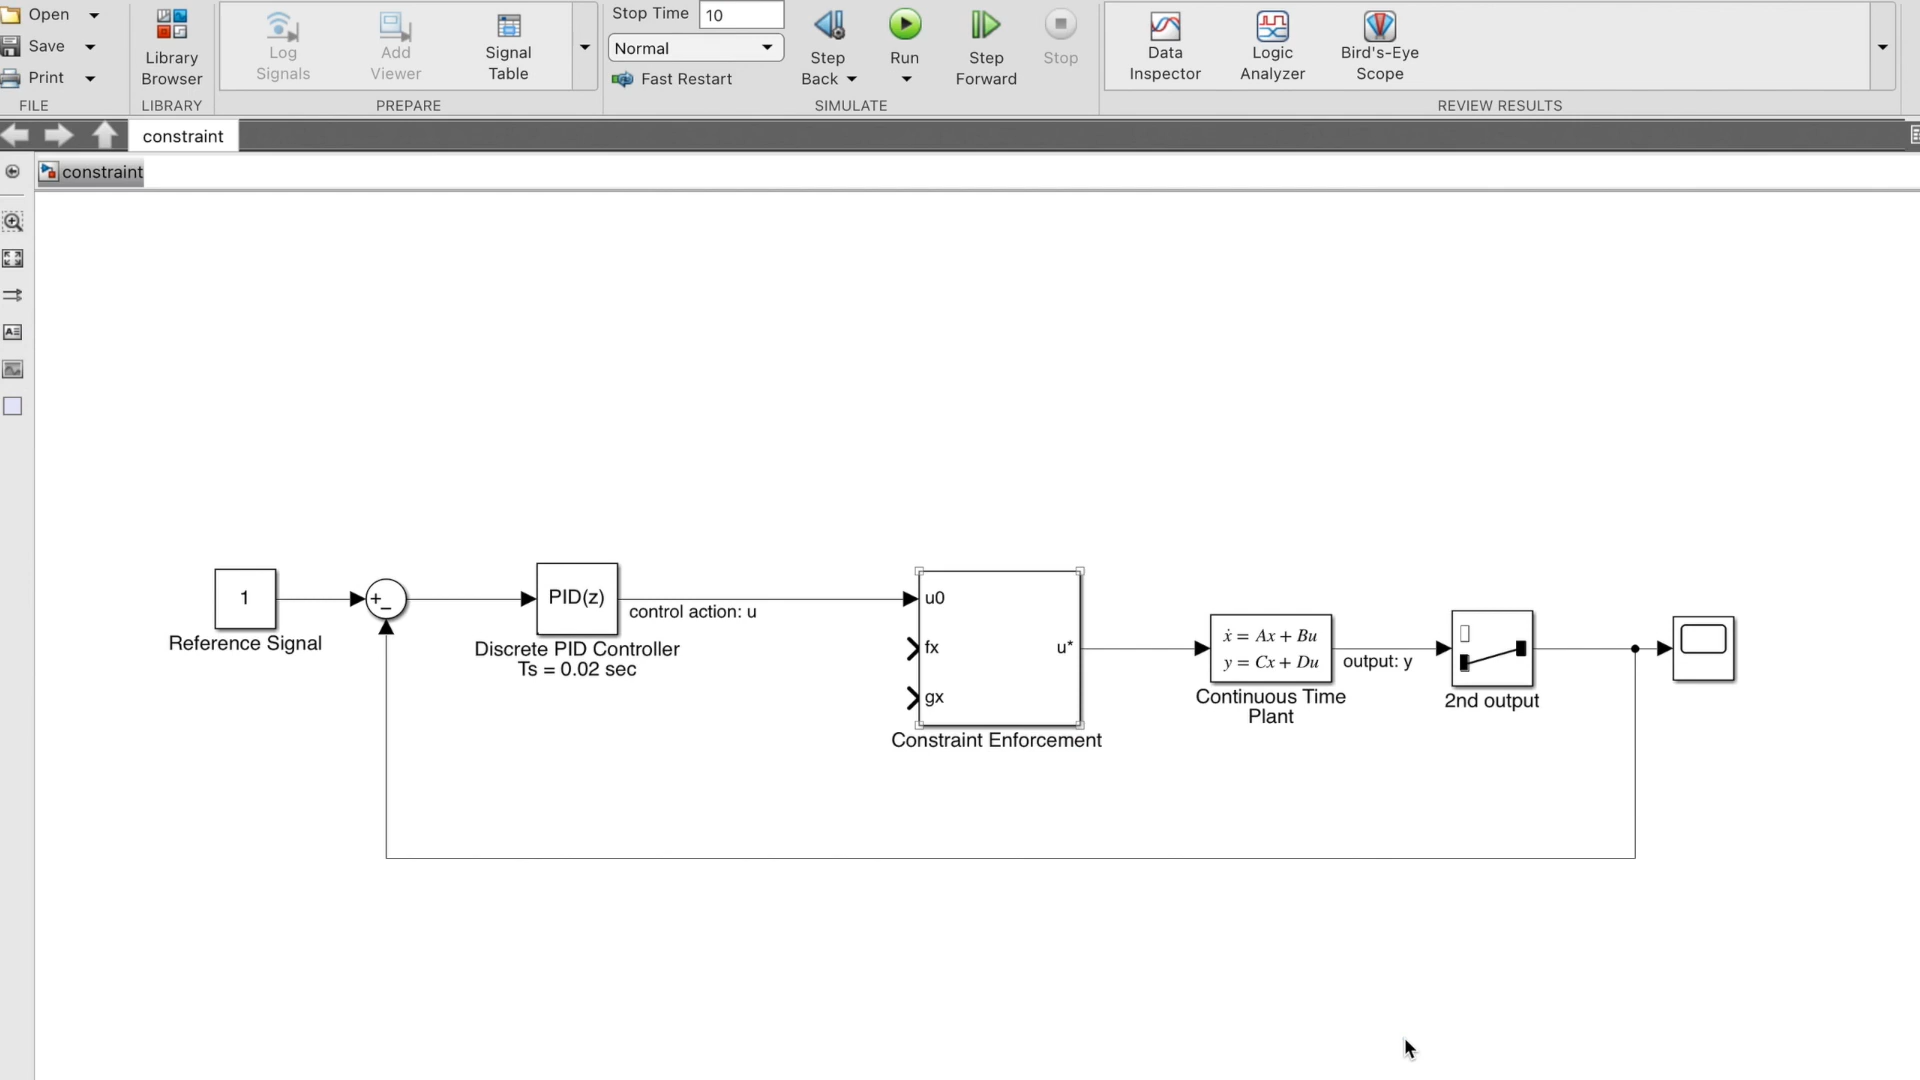 Open
Save
Print
FILE
Library
Browser
LIBRARY
Log
Signals
Add
Viewer
Signal
Table
PREPARE
Stop Time 10
Normal
Fast Restart
Step
Back
Run
Step
Forward
Stop
SIMULATE
Data
Inspector
Logic
Analyzer
Bird's-Eye
Scope
REVIEW RESULTS
constraint
constraint
1
Reference Signal
+_
PID(z)
Discrete PID Controller
Ts = 0.02 sec
control action: u
u0
fx
gx
u*
Constraint Enforcement
ẋ = Ax + Bu
y = Cx + Du
Continuous Time
Plant
output: y
2nd output